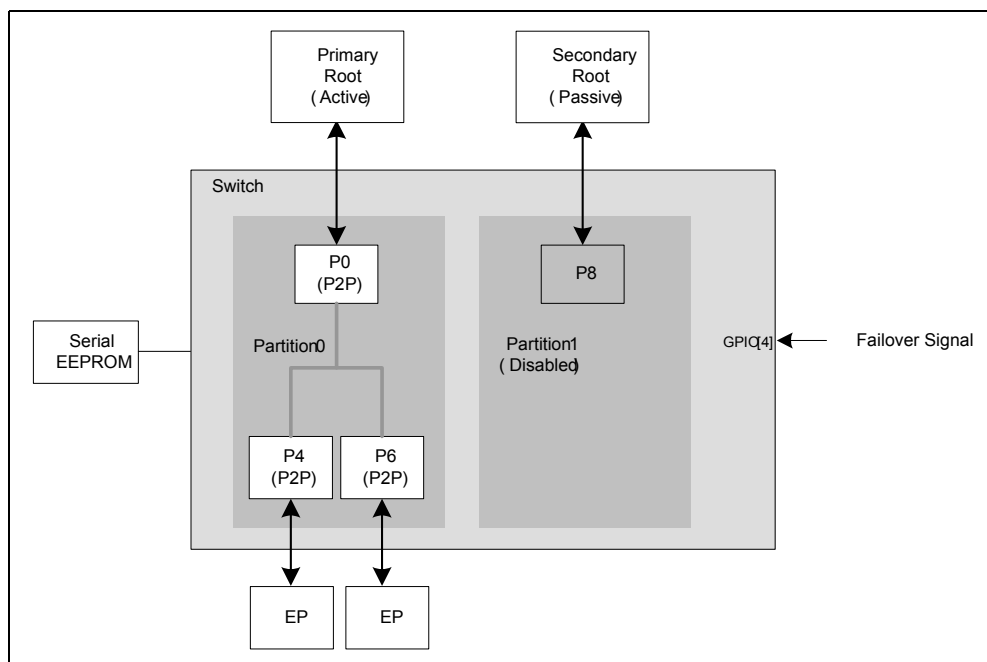 Primary
Root
( Active)
Secondary
Root
( Passive)
Switch
P0
(P2P)
P8
Serial
EEPROM
Partition0
Partition1
( Disabled)
GPIO[4]
Failover Signal
P4
(P2P)
P6
(P2P)
EP
EP